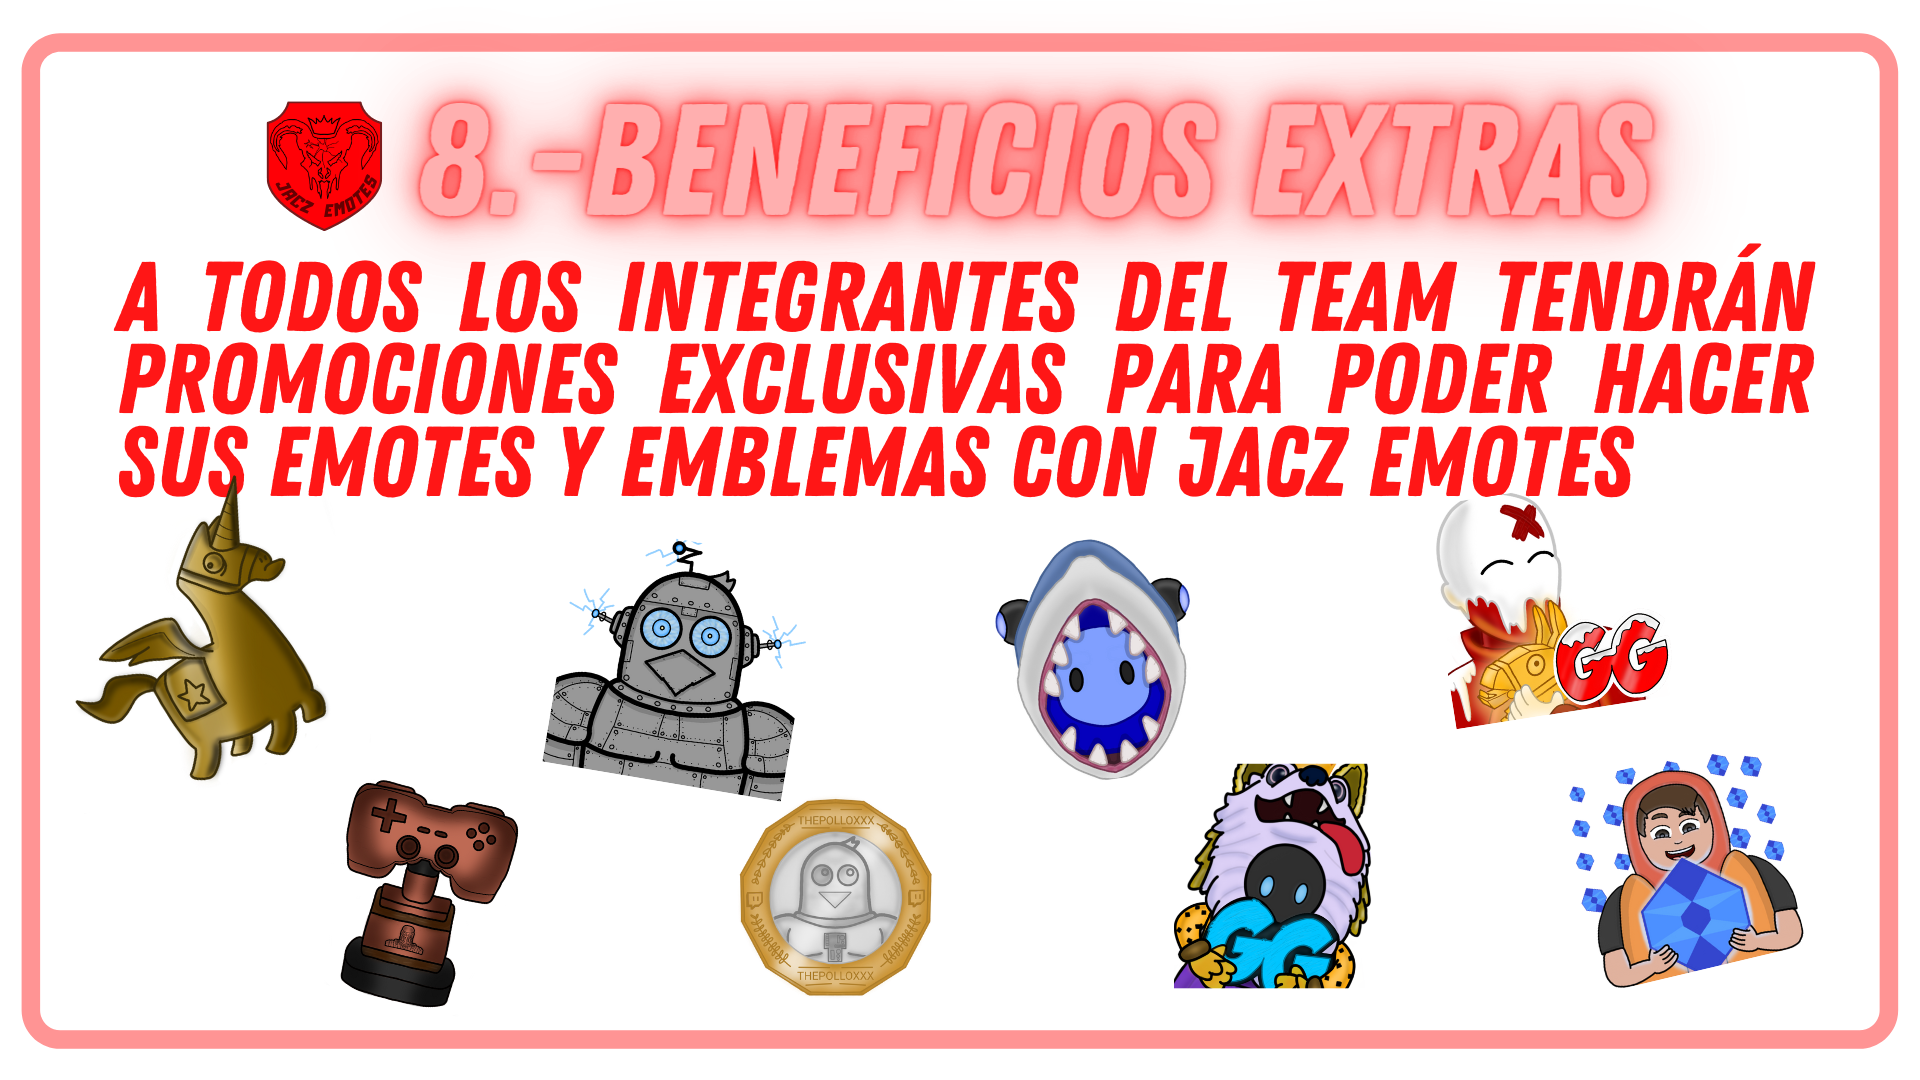 8.-BENEFICIOS EXTRAS
JACZ EMOTES
A TODOS LOS INTEGRANTES DEL TEAM TENDRÁN
PROMOCIONES EXCLUSIVAS PARA PODER HACER
SUS EMOTES Y EMBLEMAS CON JACZ EMOTES
GG
THEPOLLOXXX
THEPOLLOXXX
GG